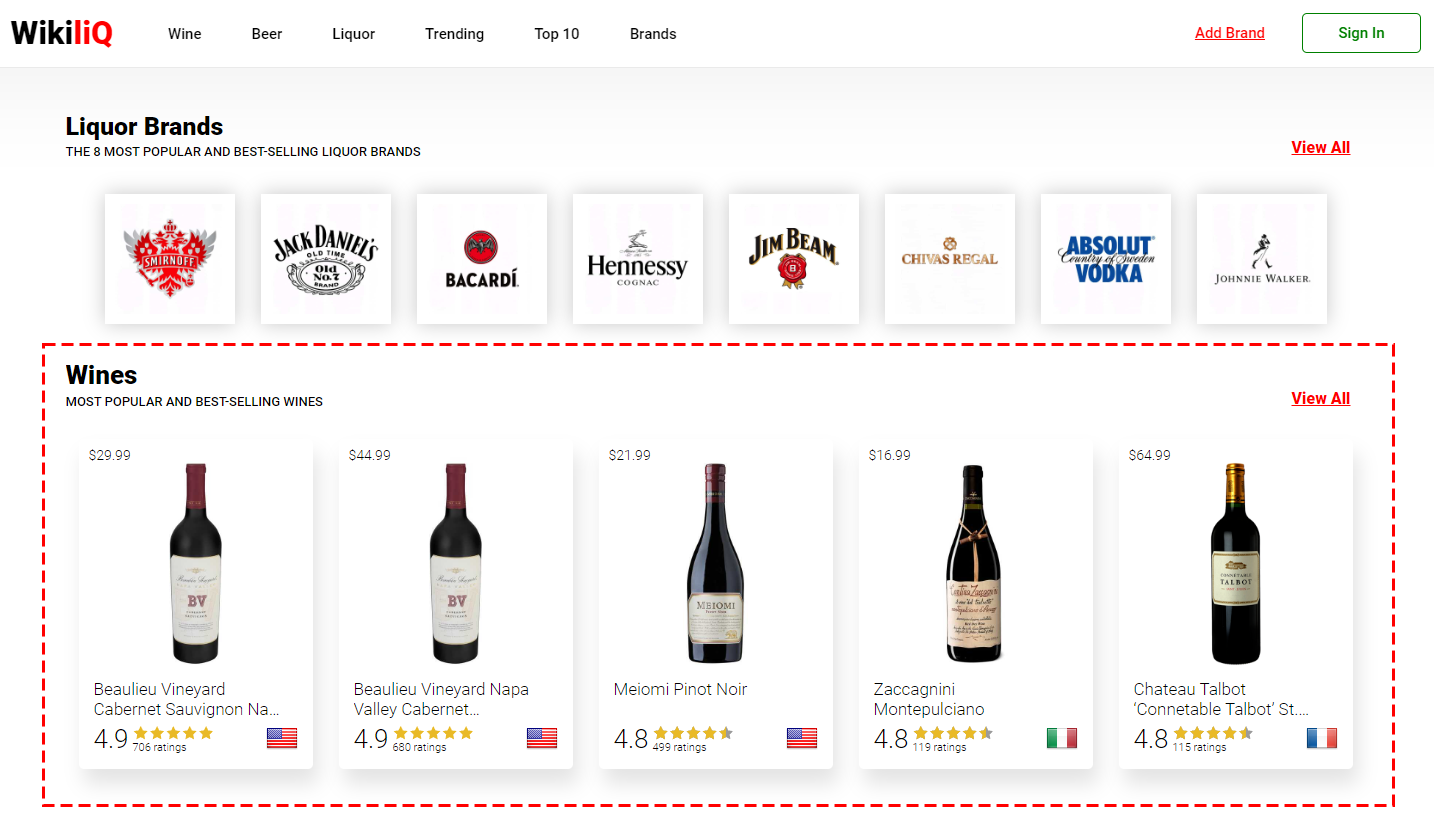 WikiliQ
Wine Beer Liquor Trending Top 10 Brands
Add Brand Sign In
Liquor Brands
THE 8 MOST POPULAR AND BEST-SELLING LIQUOR BRANDS
View All
SMIRNOFF
JACK DANIEL'S
OLD TIME
Old
No.7
BRAND
BACARDÍ.
Hennessy
COGNAC
JIM BEAM.
B
CHIVAS REGAL
ABSOLUT
Country of Sweden
VODKA
JOHNNIE WALKER.
Wines
MOST POPULAR AND BEST-SELLING WINES
View All
$29.99
BV
CABERNET
SAUVIGNON
Beaulieu Vineyard
Cabernet Sauvignon Na...
4.9
706 ratings
$44.99
BV
CABERNET
SAUVIGNON
Beaulieu Vineyard Napa
Valley Cabernet...
4.9
680 ratings
$21.99
MEIOMI
Meiomi Pinot Noir
4.8
499 ratings
$16.99
Zaccagnini
Montepulciano
4.8
119 ratings
$64.99
CONNETABLE
TALBOT
Chateau Talbot
‘Connetable Talbot’ St....
4.8
115 ratings